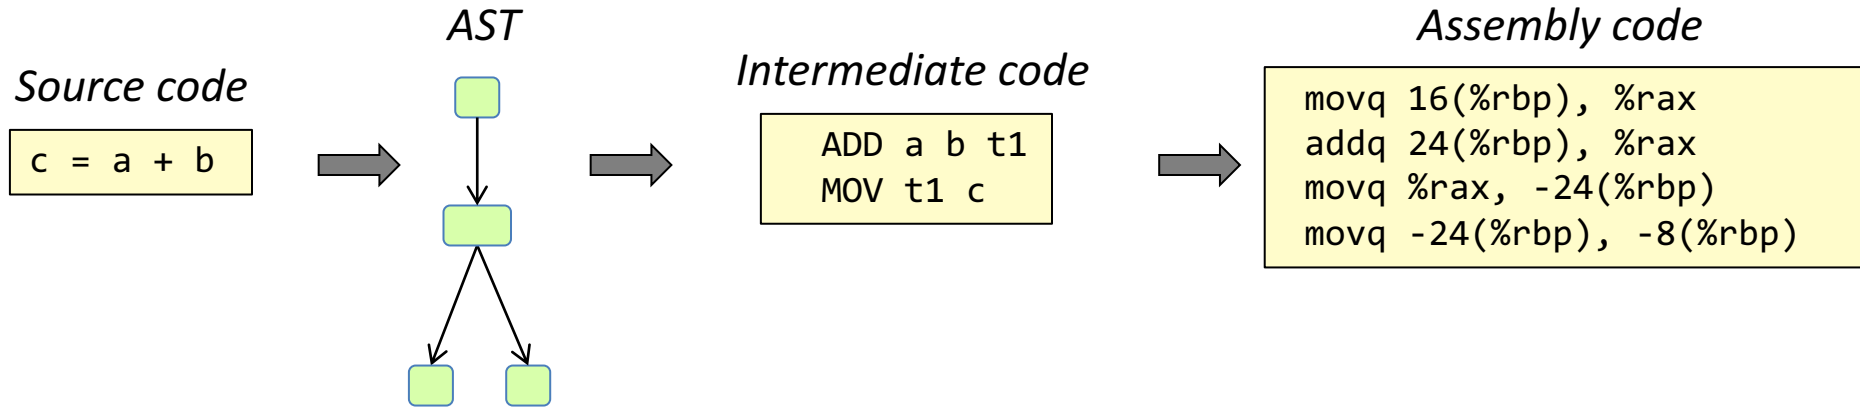 Source code
c = a + b
AST
Intermediate code
ADD a b t1
MOV t1 c
Assembly code
movq 16(%rbp), %rax
addq 24(%rbp), %rax
movq %rax, -24(%rbp)
movq -24(%rbp), -8(%rbp)